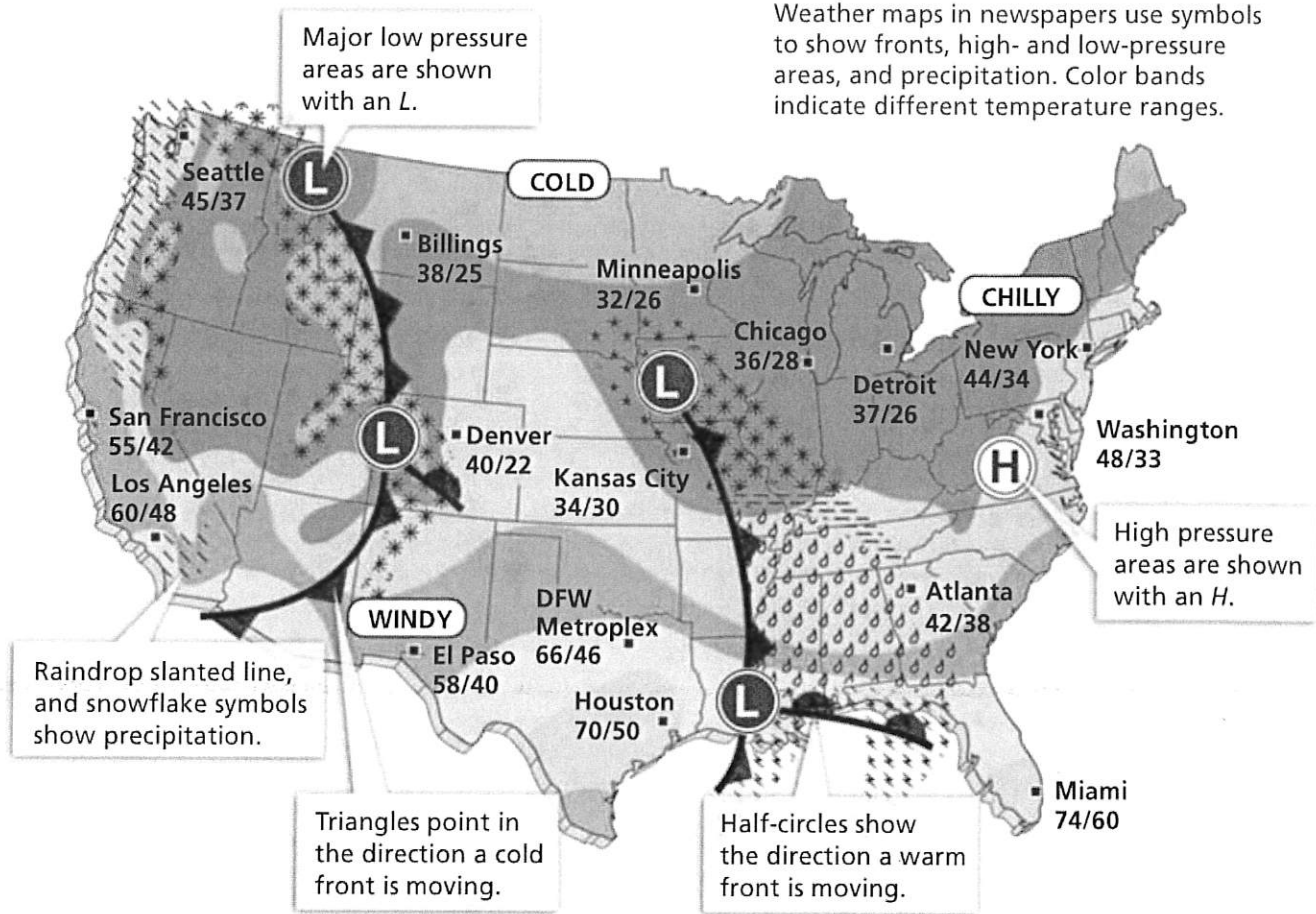 Weather maps in newspapers use symbols
to show fronts, high- and low-pressure
areas, and precipitation. Color bands
indicate different temperature ranges.
Major low pressure
areas are shown
with an L.
Seattle
45/37
L
COLD
Billings
38/25
Minneapolis
32/26
CHILLY
Chicago
36/28
New York
44/34
Detroit
37/26
L
San Francisco
55/42
L
Denver
40/22
Washington
48/33
H
Los Angeles
60/48
Kansas City
34/30
High pressure
areas are shown
with an H.
Atlanta
42/38
WINDY
DFW
Metroplex
66/46
El Paso
58/40
Raindrop slanted line,
and snowflake symbols
show precipitation.
Houston
70/50
L
Miami
74/60
Triangles point in
the direction a cold
front is moving.
Half-circles show
the direction a warm
front is moving.